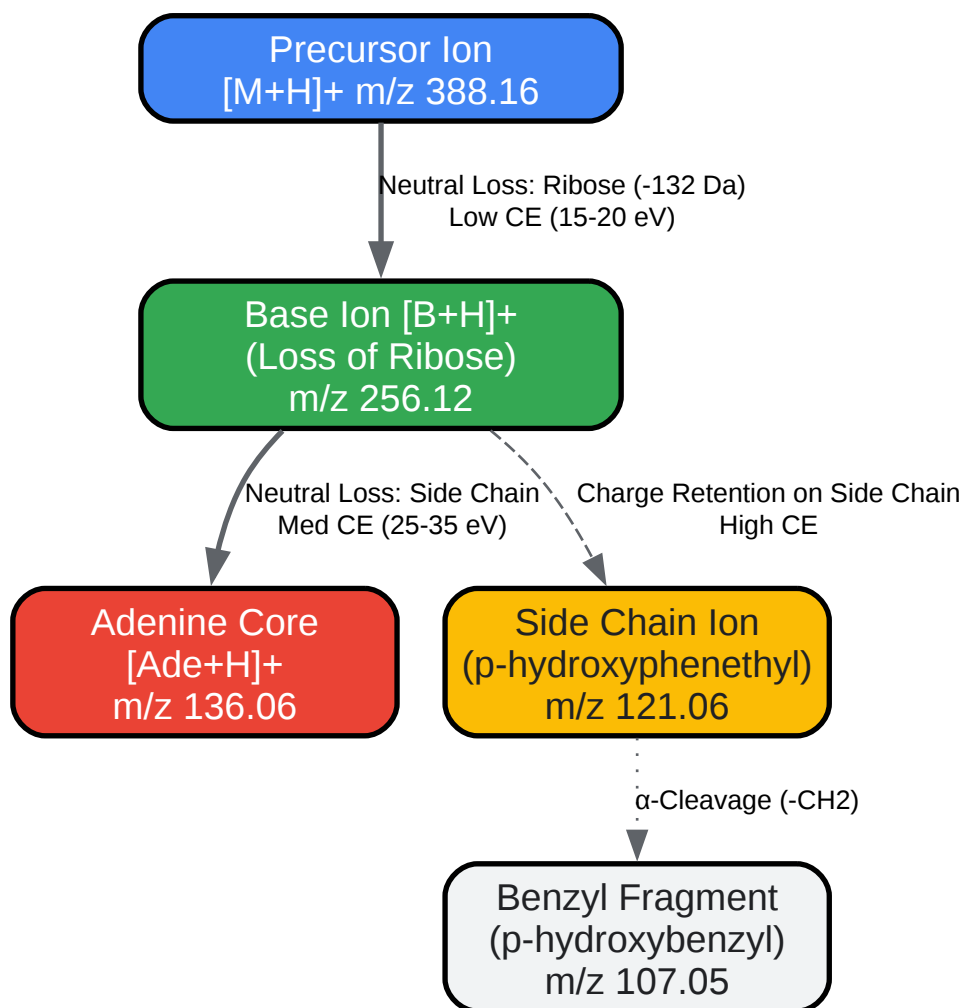 Precursor Ion
[M+H]+ m/z 388.16
Neutral Loss: Ribose (-132 Da)
Low CE (15-20 eV)
Base Ion [B+H]+
(Loss of Ribose)
m/z 256.12
Neutral Loss: Side Chain
Med CE (25-35 eV)
Charge Retention on Side Chain
High CE
Adenine Core
[Ade+H]+
m/z 136.06
Side Chain Ion
(p-hydroxyphenethyl)
m/z 121.06
α-Cleavage (-CH2)
Benzyl Fragment
(p-hydroxybenzyl)
m/z 107.05